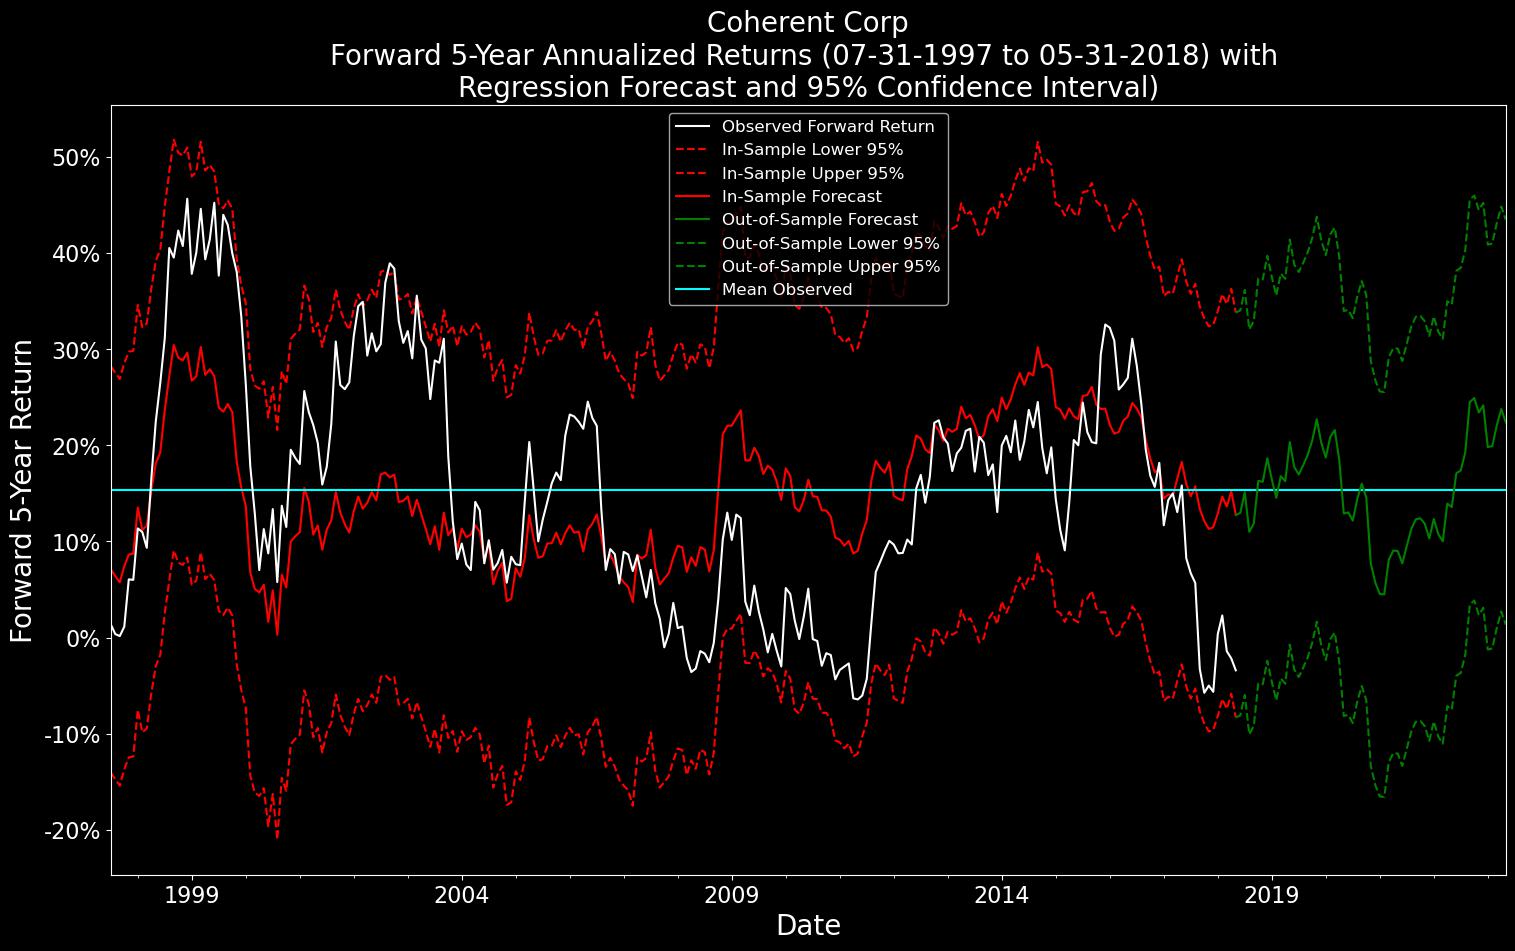 Coherent Corp
Forward 5-Year Annualized Returns (07-31-1997 to 05-31-2018) with
Regression Forecast and 95% Confidence Interval)
Observed Forward Return
In-Sample Lower 95%
In-Sample Upper 95%
In-Sample Forecast
Out-of-Sample Forecast
Out-of-Sample Lower 95%
Out-of-Sample Upper 95%
Mean Observed
Forward 5-Year Return
50%
40%
30%
20%
10%
0%
-10%
-20%
1999
2004
2009
2014
2019
Date